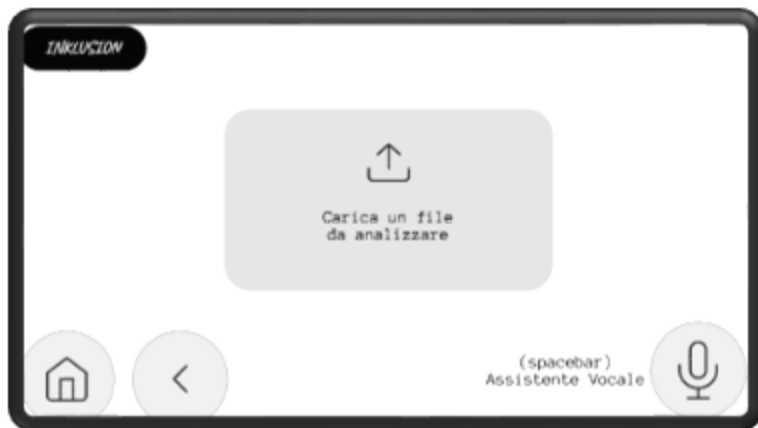 INKLUSION
Carica un file
da analizzare
(spacebar)
Assistente Vocale